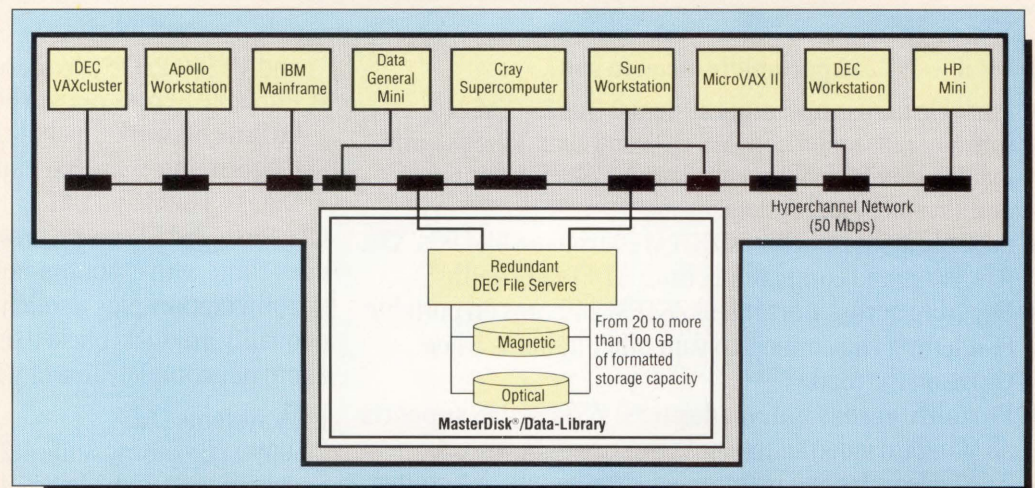 DEC
VAXcluster
Apollo
Workstation
IBM
Mainframe
Data
General
Mini
Cray
Supercomputer
Sun
Workstation
MicroVAX II
DEC
Workstation
HP
Mini
Hyperchannel Network
(50 Mbps)
Redundant
DEC File Servers
Magnetic
Optical
From 20 to more
than 100 GB
of formatted
storage capacity
MasterDisk®/Data-Library